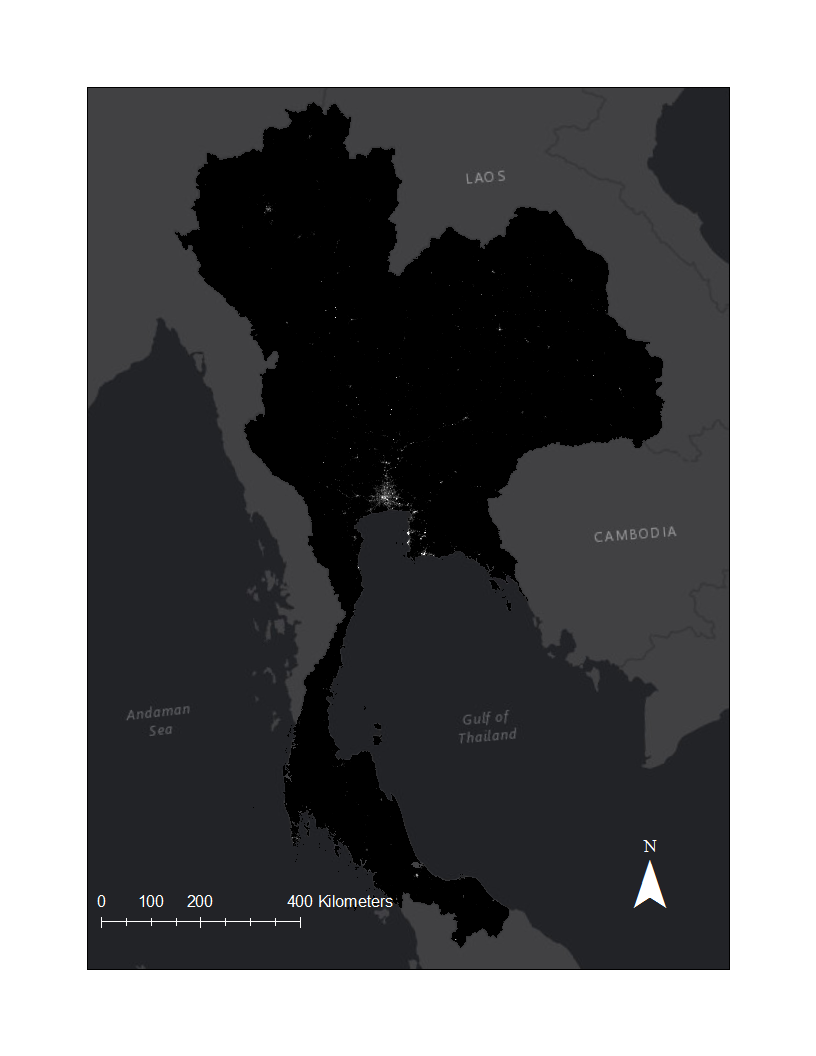 LAOS
CAMBODIA
Andaman
Sea
Gulf of
Thailand
N
0 100 200 400 Kilometers